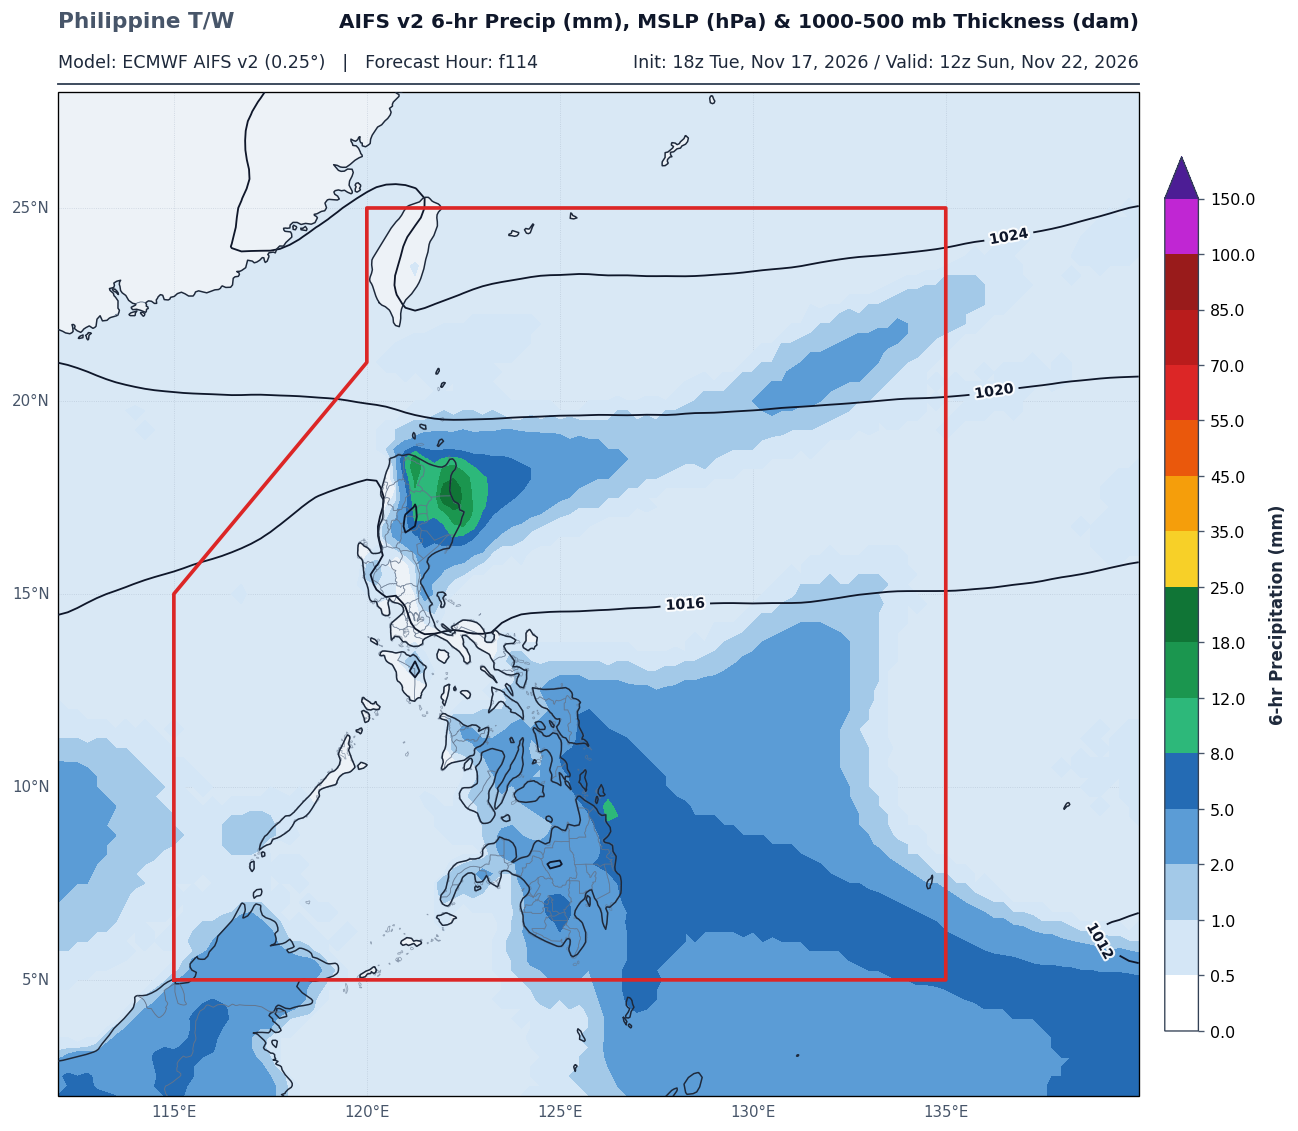 Philippine T/W
AIFS v2 6-hr Precip (mm), MSLP (hPa) & 1000-500 mb Thickness (dam)
Model: ECMWF AIFS v2 (0.25°) | Forecast Hour: f114
Init: 18z Tue, Nov 17, 2026 / Valid: 12z Sun, Nov 22, 2026
25°N
20°N
15°N
10°N
5°N
115°E
120°E
125°E
130°E
135°E
1024
1020
1016
1012
150.0
100.0
85.0
70.0
55.0
45.0
35.0
25.0
18.0
12.0
8.0
5.0
2.0
1.0
0.5
0.0
6-hr Precipitation (mm)